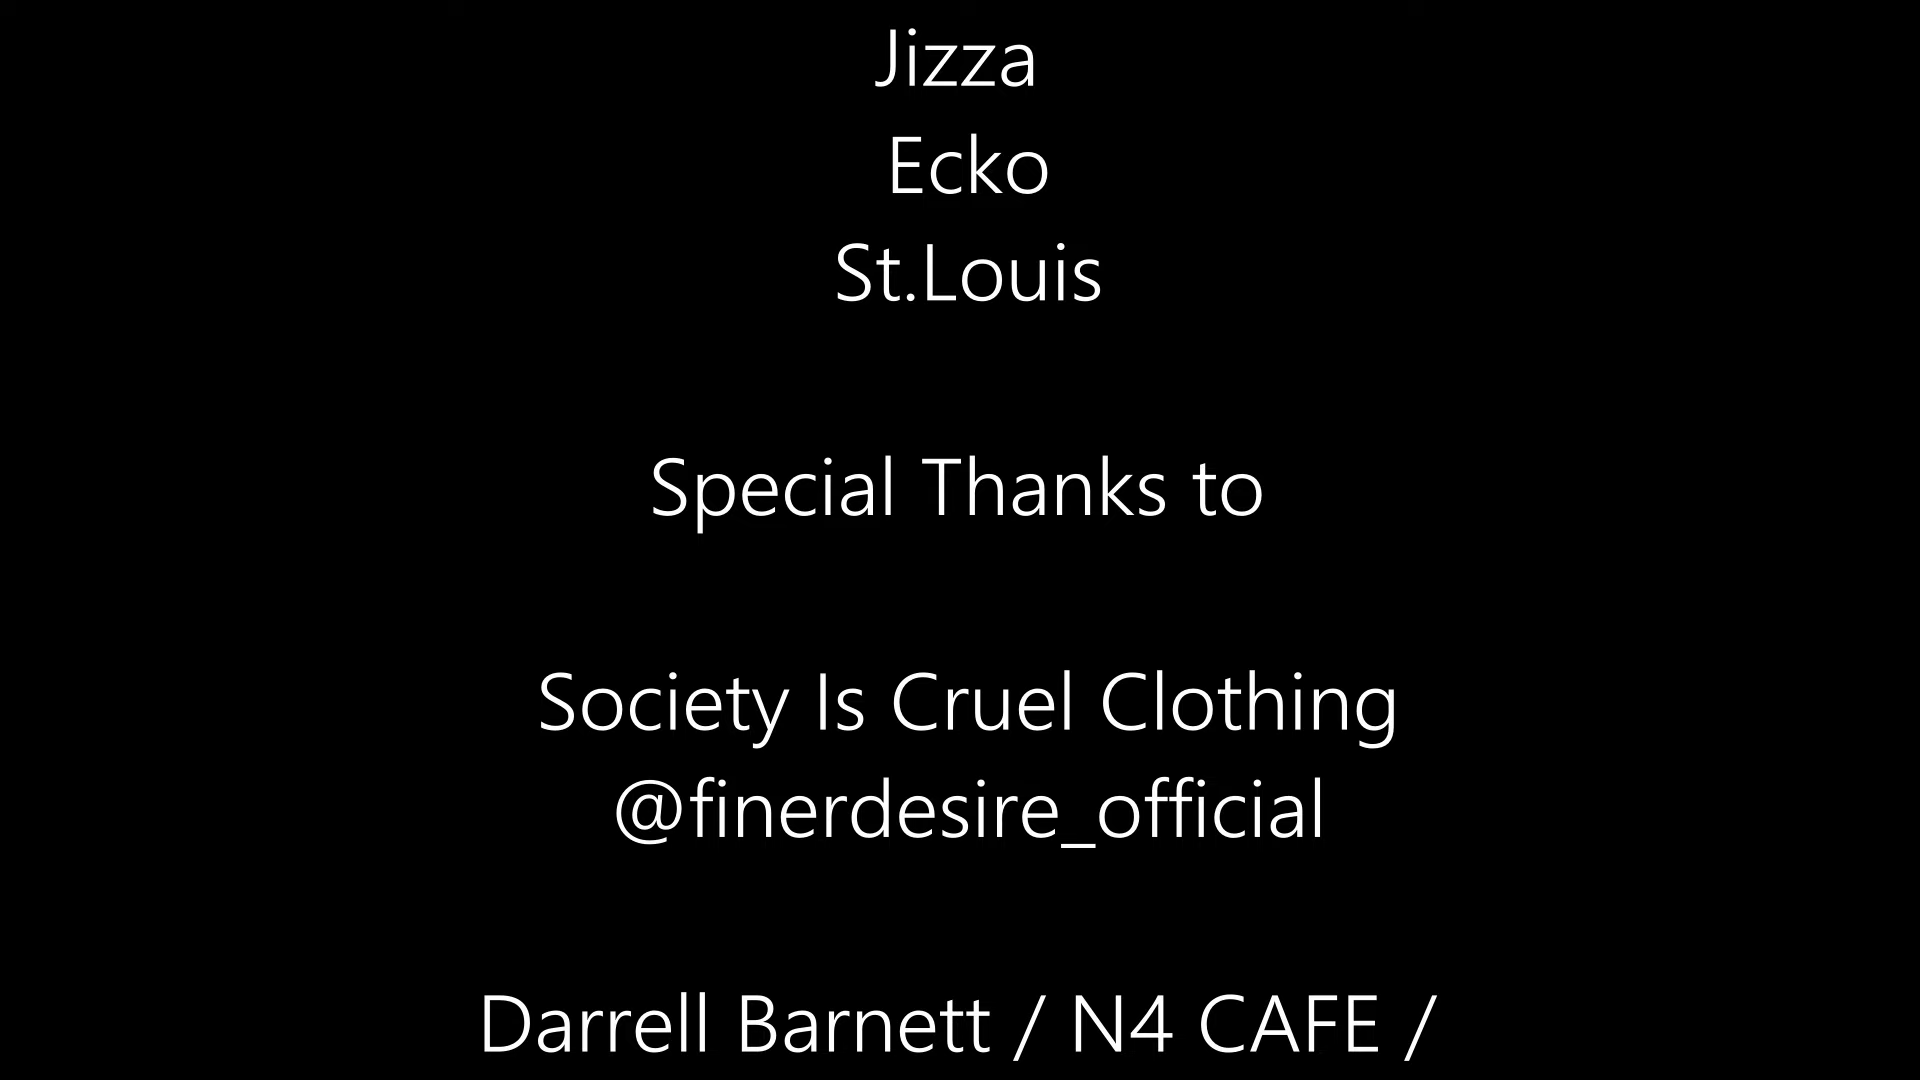 Jizza
Ecko
St.Louis
Special Thanks to
Society Is Cruel Clothing
@finerdesire_official
Darrell Barnett / N4 CAFE /